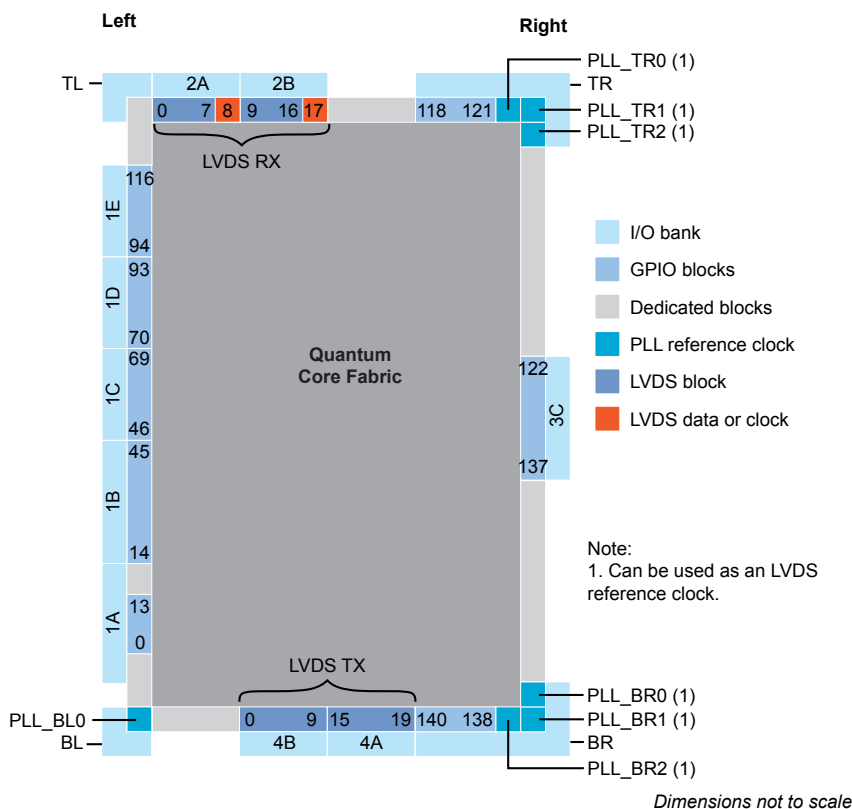 Left
Right
PLL_TR0 (1)
TL
2A
2B
TR
0
7
8
9
16
17
118
121
PLL_TR1 (1)
PLL_TR2 (1)
LVDS RX
116
1E
94
93
1D
70
69
1C
46
45
1B
14
13
1A
0
Quantum
Core Fabric
122
3C
137
I/O bank
GPIO blocks
Dedicated blocks
PLL reference clock
LVDS block
LVDS data or clock
Note:
1. Can be used as an LVDS
reference clock.
LVDS TX
PLL_BR0 (1)
PLL_BL0
0
9
15
19
140
138
PLL_BR1 (1)
BL
4B
4A
BR
PLL_BR2 (1)
Dimensions not to scale